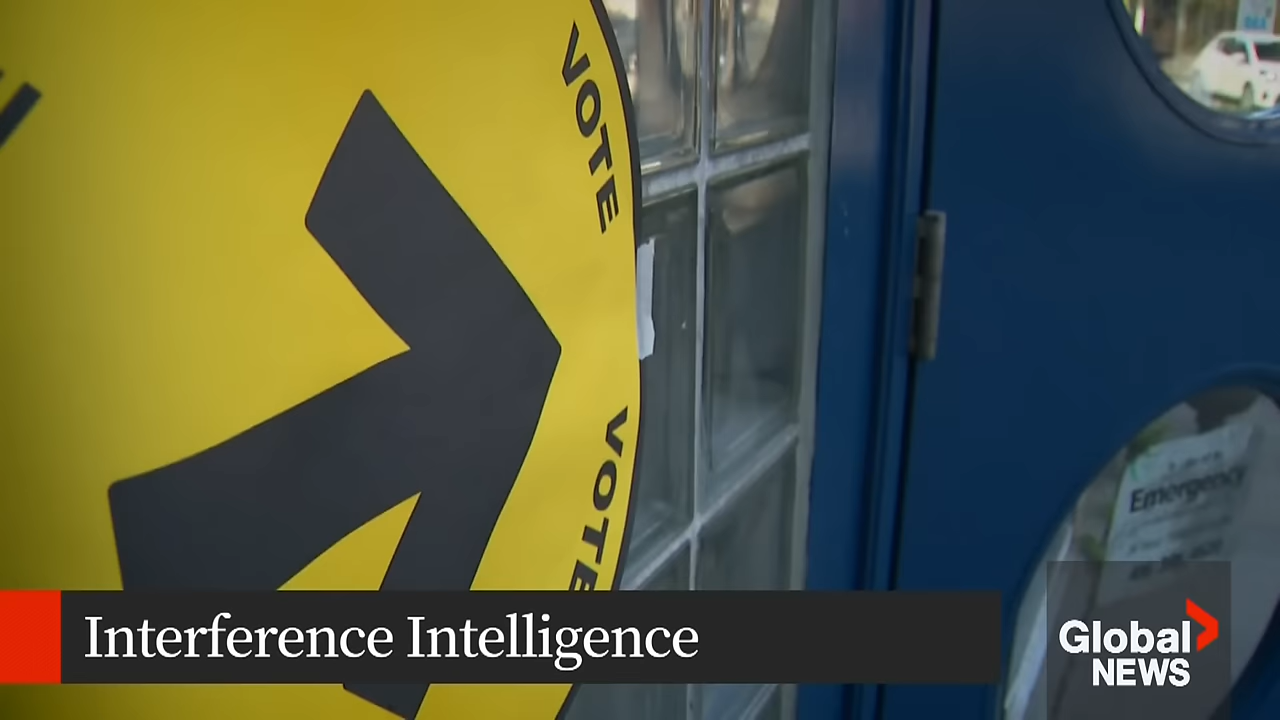 VOTE
VOTE
Emergency
Interference Intelligence
Global
NEWS